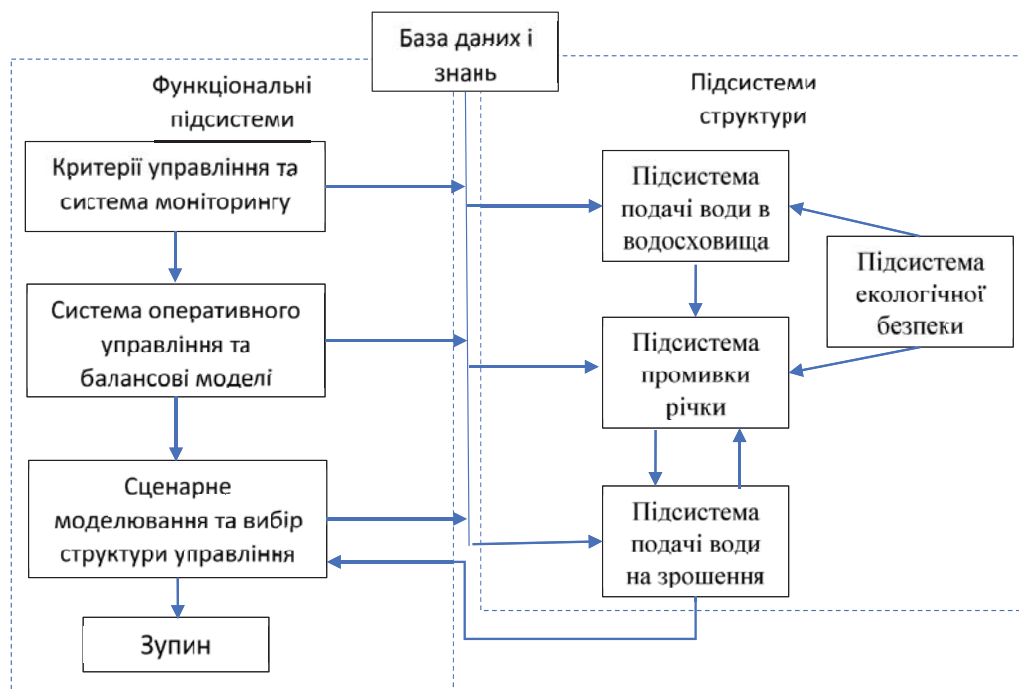 База даних і
знань
Функціональні
підсистеми
Критерії управління та
система моніторингу
Система оперативного
управління та
балансові моделі
Сценарне
моделювання та вибір
структури управління
Зупин
Підсистеми
структури
Підсистема
подачі води в
водосховища
Підсистема
промивки
річки
Підсистема
подачі води
на зрошення
Підсистема
екологічної
безпеки